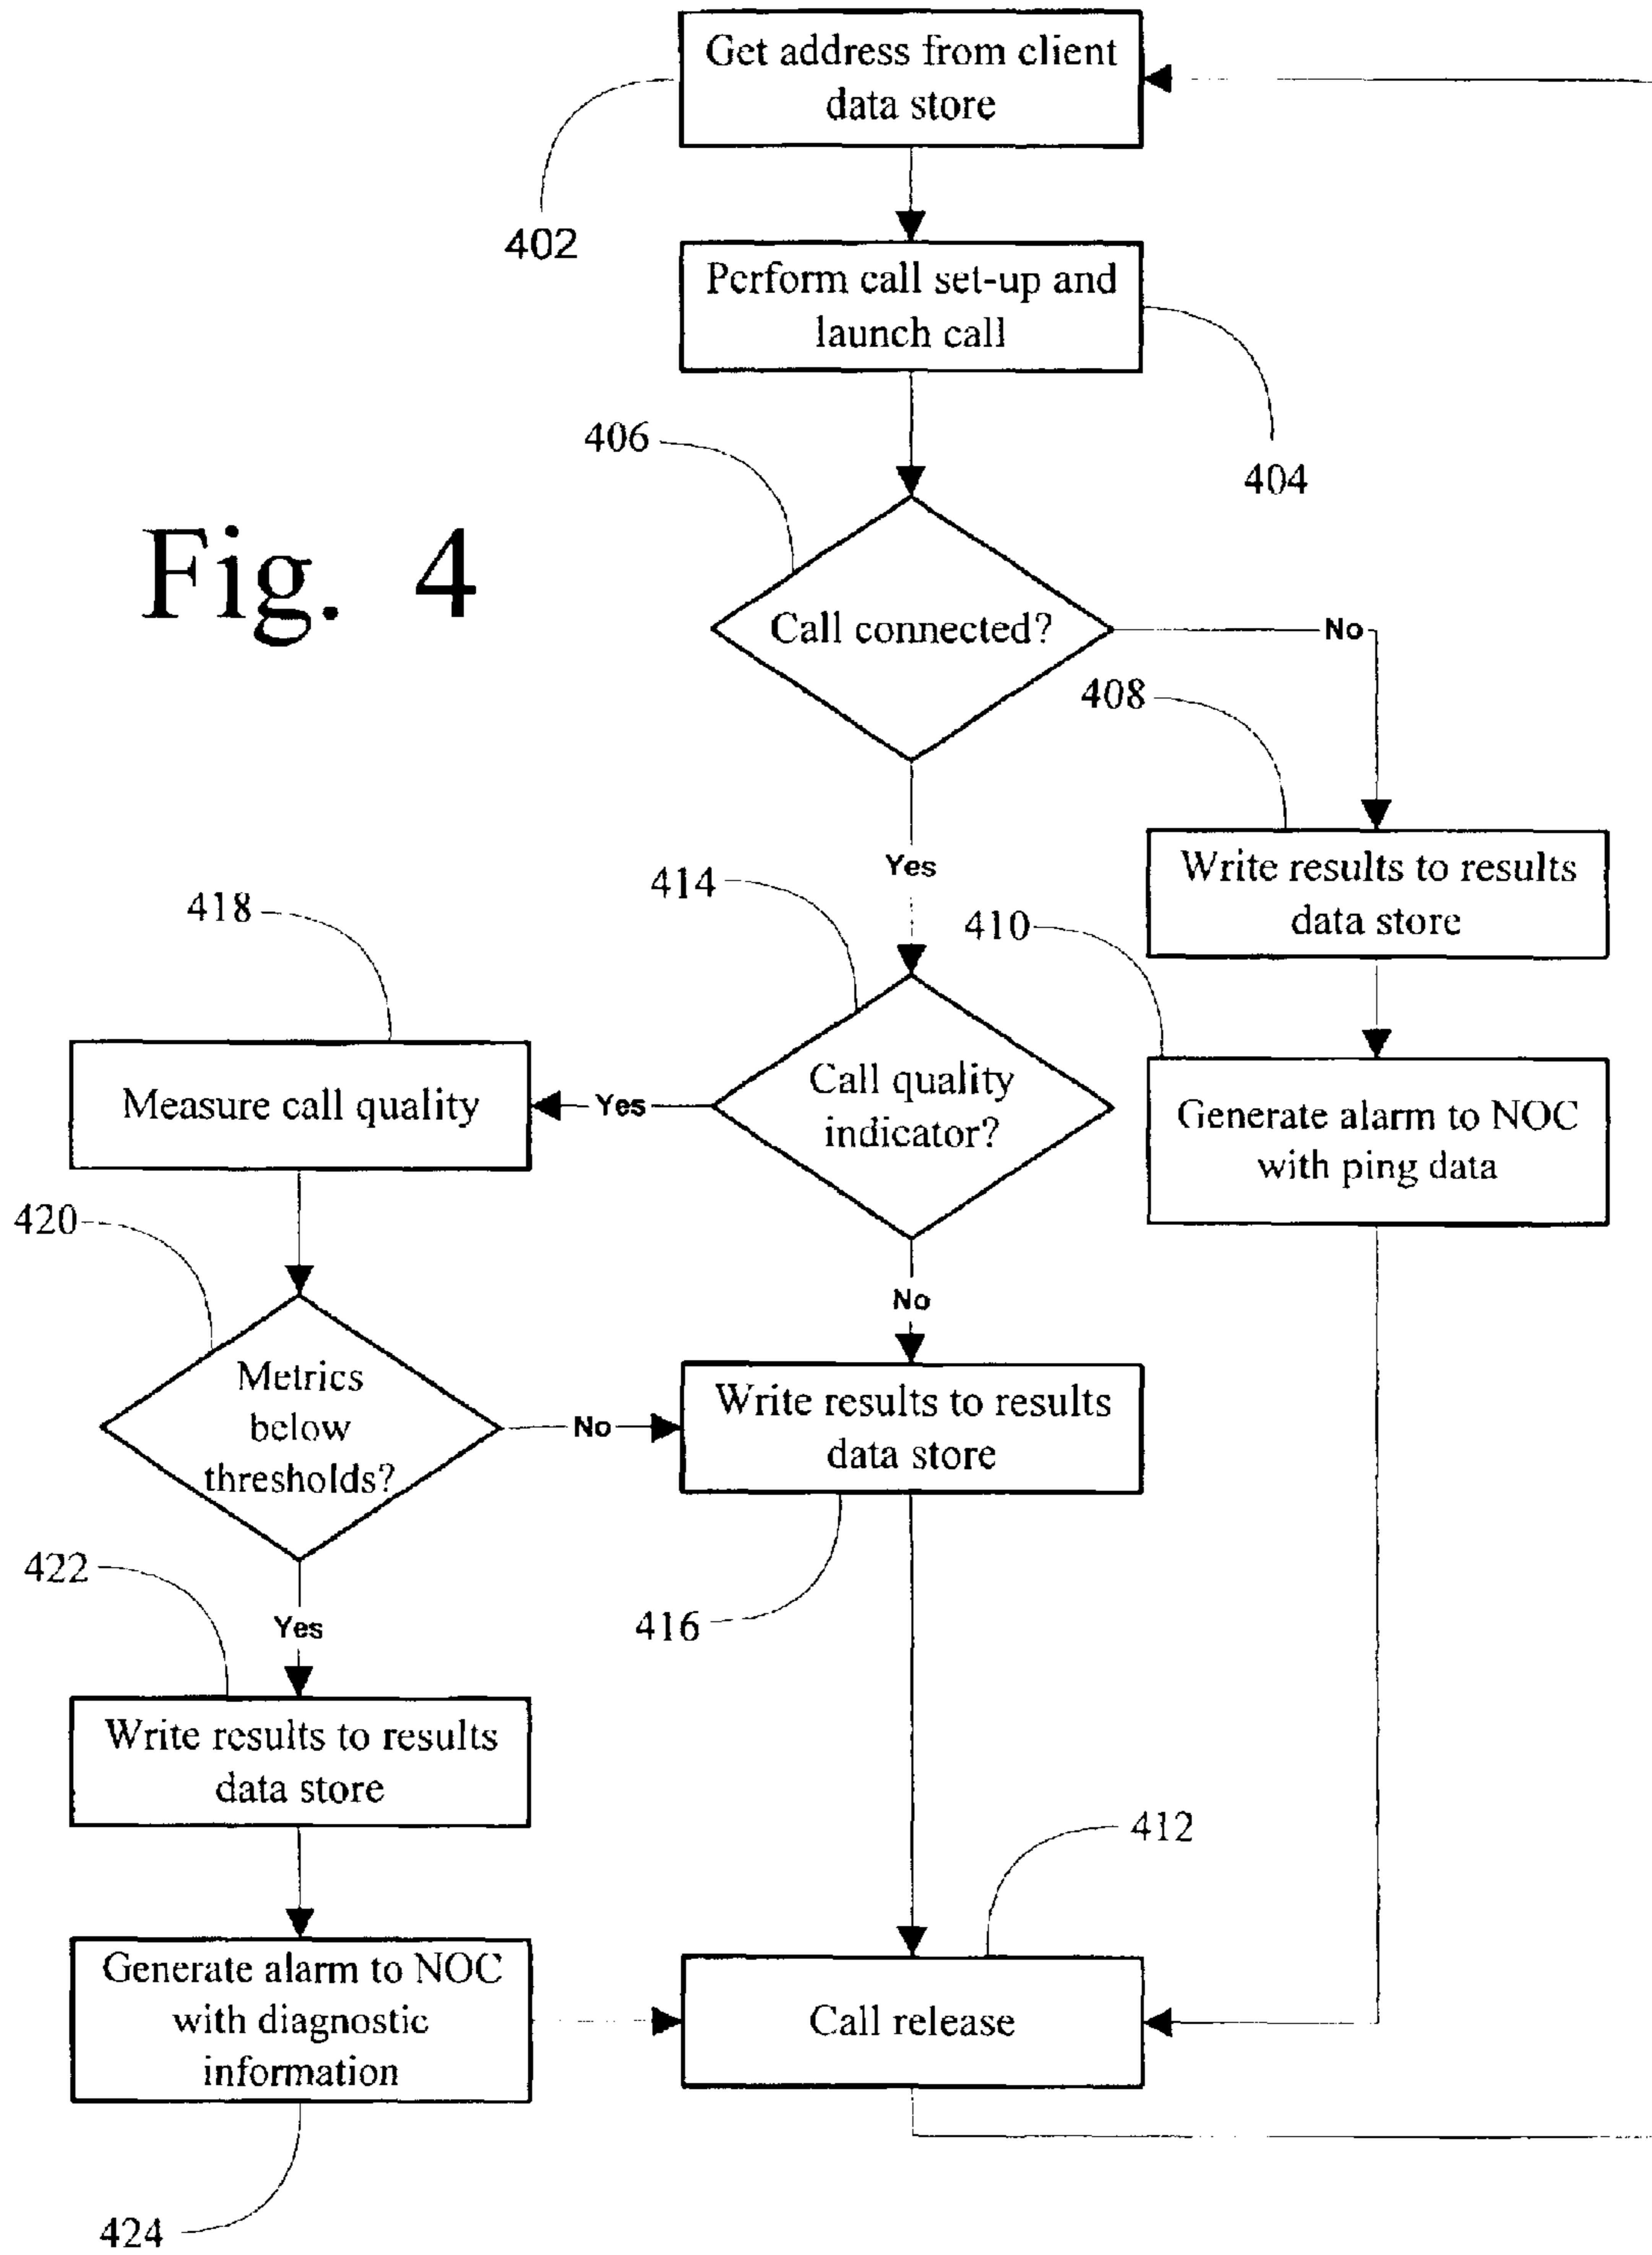 Get address from client
data store
402
Perform call set-up and
launch call
404
406
Fig. 4
Call connected?
No
408
Yes
Write results to results
data store
414
418
410
Measure call quality
Yes
Call quality
indicator?
Generate alarm to NOC
with ping data
420
No
Metrics
below
thresholds?
No
Write results to results
data store
422
Yes
416
Write results to results
data store
412
Generate alarm to NOC
with diagnostic
information
Call release
424